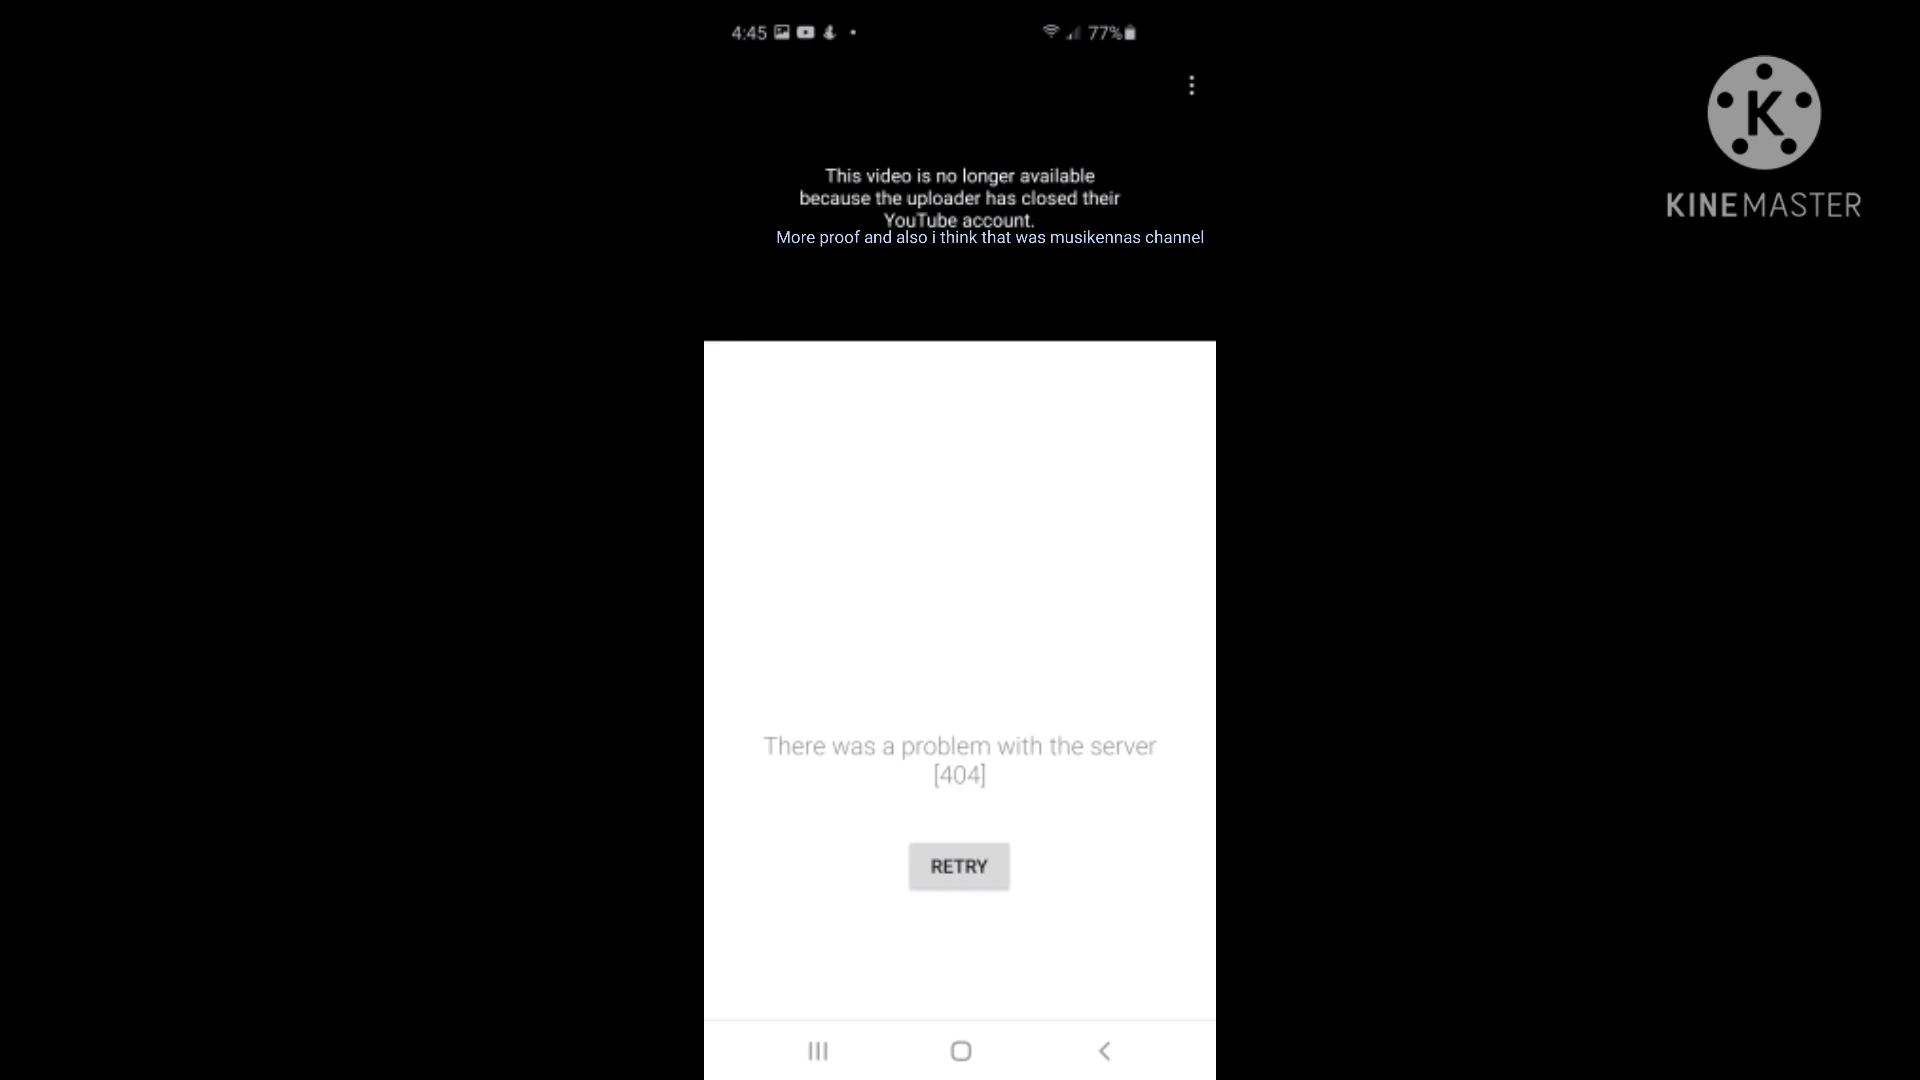 4:45
77%
K
KINEMASTER
This video is no longer available
because the uploader has closed their
YouTube account.
More proof and also i think that was musikennas channel
There was a problem with the server
[404]
RETRY